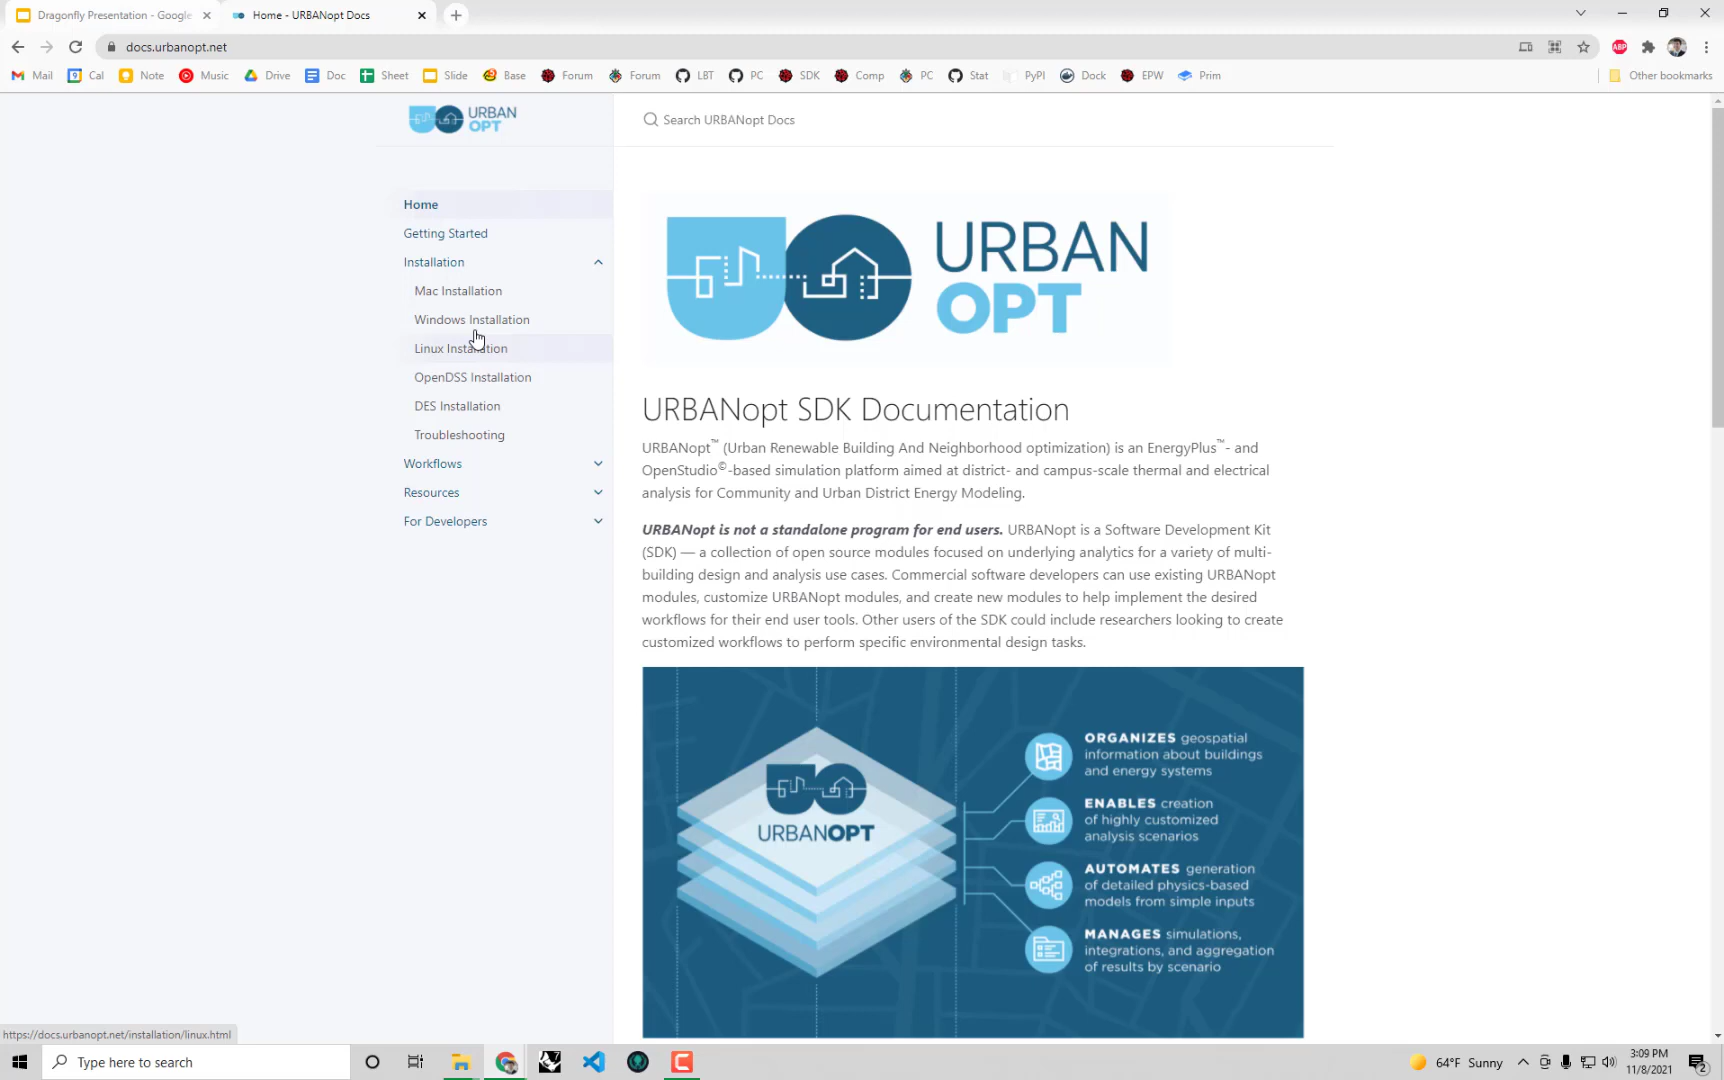 Dragonfly Presentation - Google
Home - URBANopt Docs
docs.urbanopt.net
ABP
Mail
9
Cal
Note
Music
Drive
Doc
Sheet
Slide
Base
Forum
Forum
LBT
PC
SDK
Comp
PC
Stat
PyPI
Dock
EPW
Prim
Other bookmarks
URBAN
OPT
Search URBANopt Docs
Home
Getting Started
Installation
Mac Installation
Windows Installation
Linux Installation
OpenDSS Installation
DES Installation
Troubleshooting
Workflows
Resources
For Developers
URBAN
OPT
URBANopt SDK Documentation
URBANopt™ (Urban Renewable Building And Neighborhood optimization) is an EnergyPlus™- and
OpenStudio©-based simulation platform aimed at district- and campus-scale thermal and electrical
analysis for Community and Urban District Energy Modeling.
URBANopt is not a standalone program for end users. URBANopt is a Software Development Kit
(SDK) — a collection of open source modules focused on underlying analytics for a variety of multi-
building design and analysis use cases. Commercial software developers can use existing URBANopt
modules, customize URBANopt modules, and create new modules to help implement the desired
workflows for their end user tools. Other users of the SDK could include researchers looking to create
customized workflows to perform specific environmental design tasks.
URBANOPT
ORGANIZES geospatial
information about buildings
and energy systems
ENABLES creation
of highly customized
analysis scenarios
AUTOMATES generation
of detailed physics-based
models from simple inputs
MANAGES simulations,
integrations, and aggregation
of results by scenario
https://docs.urbanopt.net/installation/linux.html
Type here to search
64°F Sunny
3:09 PM
11/8/2021
2